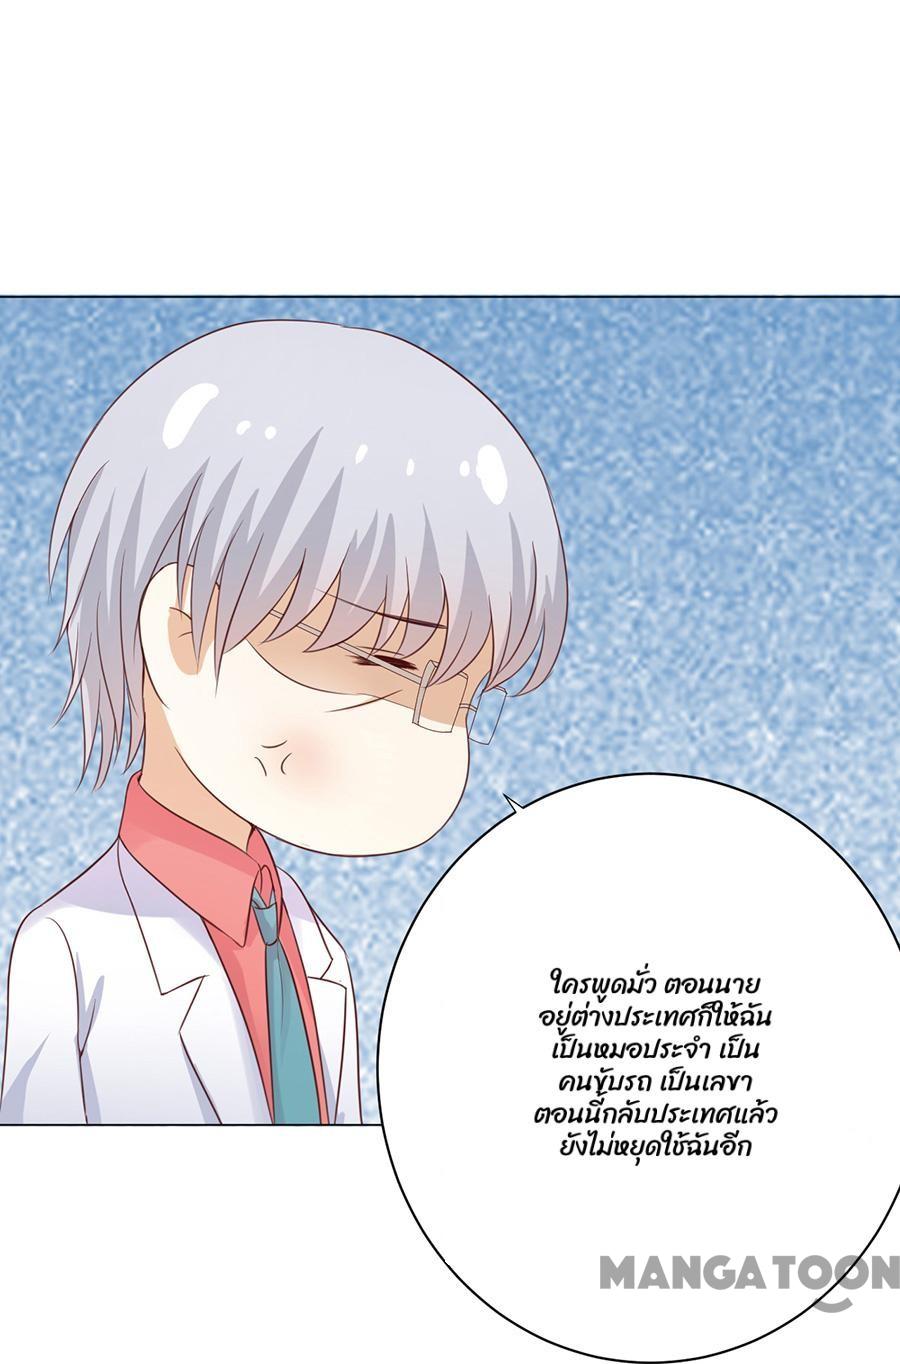 ใครพูดมั่ว ตอนนาย
อยู่ต่างประเทศก็ให้ฉัน
เป็นหมอประจำ เป็น
คนขับรถ เป็นเลขา
ตอนนี้กลับประเทศแล้ว
ยังไม่หยุดใช้ฉันอีก
MANGATOON